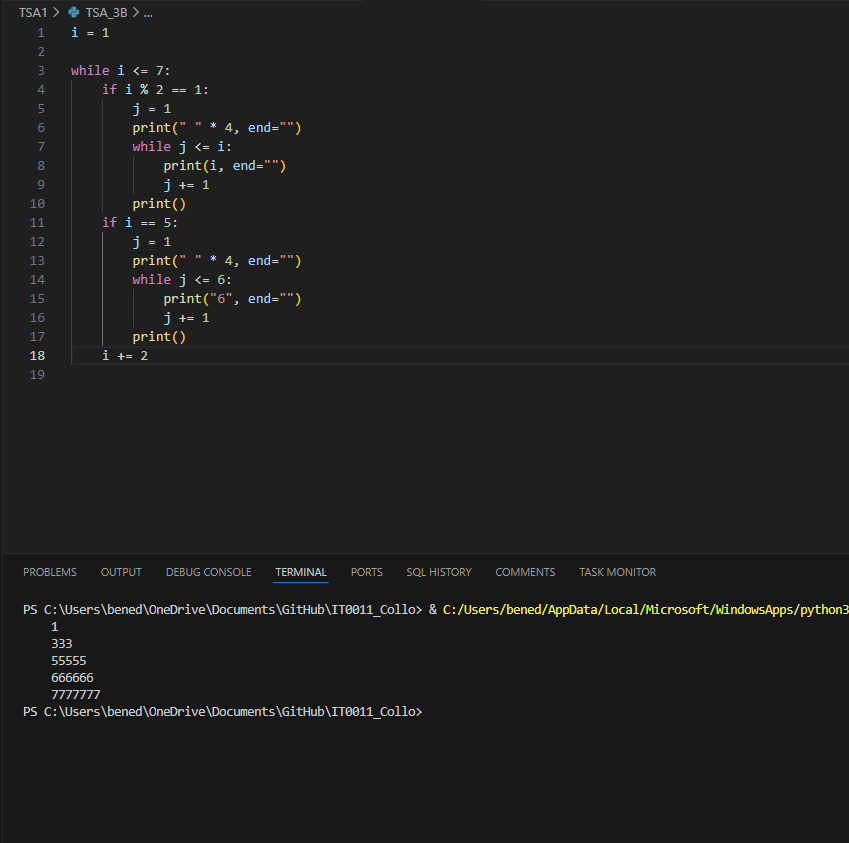 TSA1 > TSA_3B > ...
1 i = 1
2
3 while i <= 7:
4     if i % 2 == 1:
5         j = 1
6         print(" " * 4, end="")
7         while j <= i:
8             print(i, end="")
9             j += 1
10         print()
11     if i == 5:
12         j = 1
13         print(" " * 4, end="")
14         while j <= 6:
15             print("6", end="")
16             j += 1
17         print()
18     i += 2
19
PROBLEMS OUTPUT DEBUG CONSOLE TERMINAL PORTS SQL HISTORY COMMENTS TASK MONITOR
PS C:\Users\bened\OneDrive\Documents\GitHub\IT0011_Collo> & C:/Users/bened/AppData/Local/Microsoft/WindowsApps/python3
    1
    333
    55555
    666666
    7777777
PS C:\Users\bened\OneDrive\Documents\GitHub\IT0011_Collo>